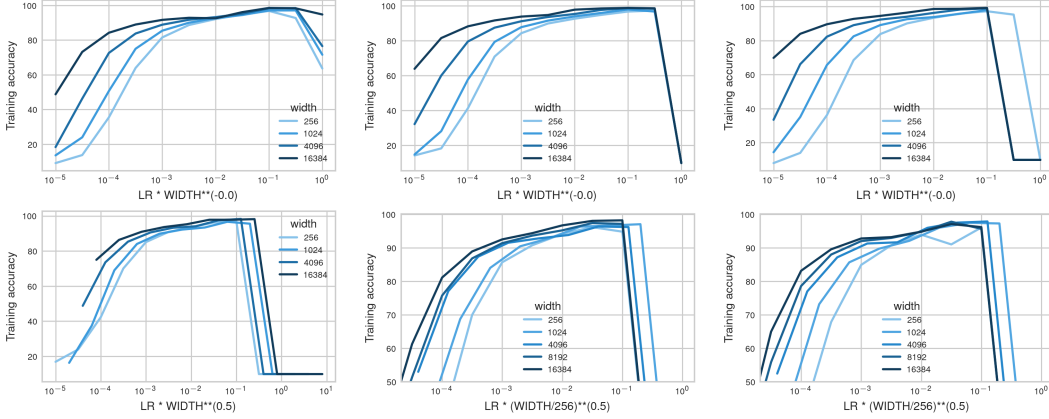 Training accuracy
100
80
60
40
20
width
256
1024
4096
16384
10⁻⁵ 10⁻⁴ 10⁻³ 10⁻² 10⁻¹ 10⁰
LR * WIDTH**(-0.0)
Training accuracy
100
80
60
40
20
width
256
1024
4096
16384
10⁻⁵ 10⁻⁴ 10⁻³ 10⁻² 10⁻¹ 10⁰
LR * WIDTH**(-0.0)
Training accuracy
100
80
60
40
20
width
256
1024
4096
16384
10⁻⁵ 10⁻⁴ 10⁻³ 10⁻² 10⁻¹ 10⁰
LR * WIDTH**(-0.0)
Training accuracy
100
80
60
40
20
width
256
1024
4096
16384
10⁻⁵ 10⁻⁴ 10⁻³ 10⁻² 10⁻¹ 10⁰ 10¹
LR * WIDTH**(0.5)
Training accuracy
100
90
80
70
60
50
width
256
1024
4096
8192
16384
10⁻⁴ 10⁻³ 10⁻² 10⁻¹ 10⁰
LR * (WIDTH/256)**(0.5)
Training accuracy
100
90
80
70
60
50
width
256
1024
4096
8192
16384
10⁻⁴ 10⁻³ 10⁻² 10⁻¹ 10⁰
LR * (WIDTH/256)**(0.5)